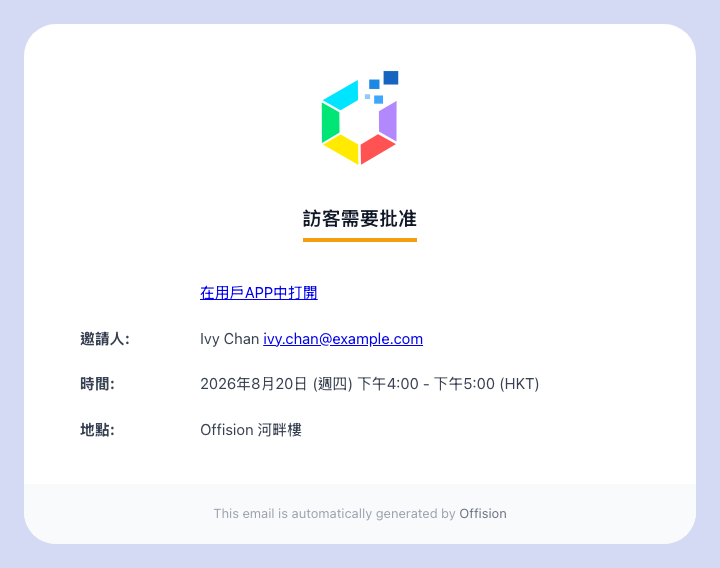 訪客需要批准
在用戶APP中打開
邀請人: Ivy Chan ivy.chan@example.com
時間: 2026年8月20日 (週四) 下午4:00 - 下午5:00 (HKT)
地點: Offision 河畔樓
This email is automatically generated by Offision